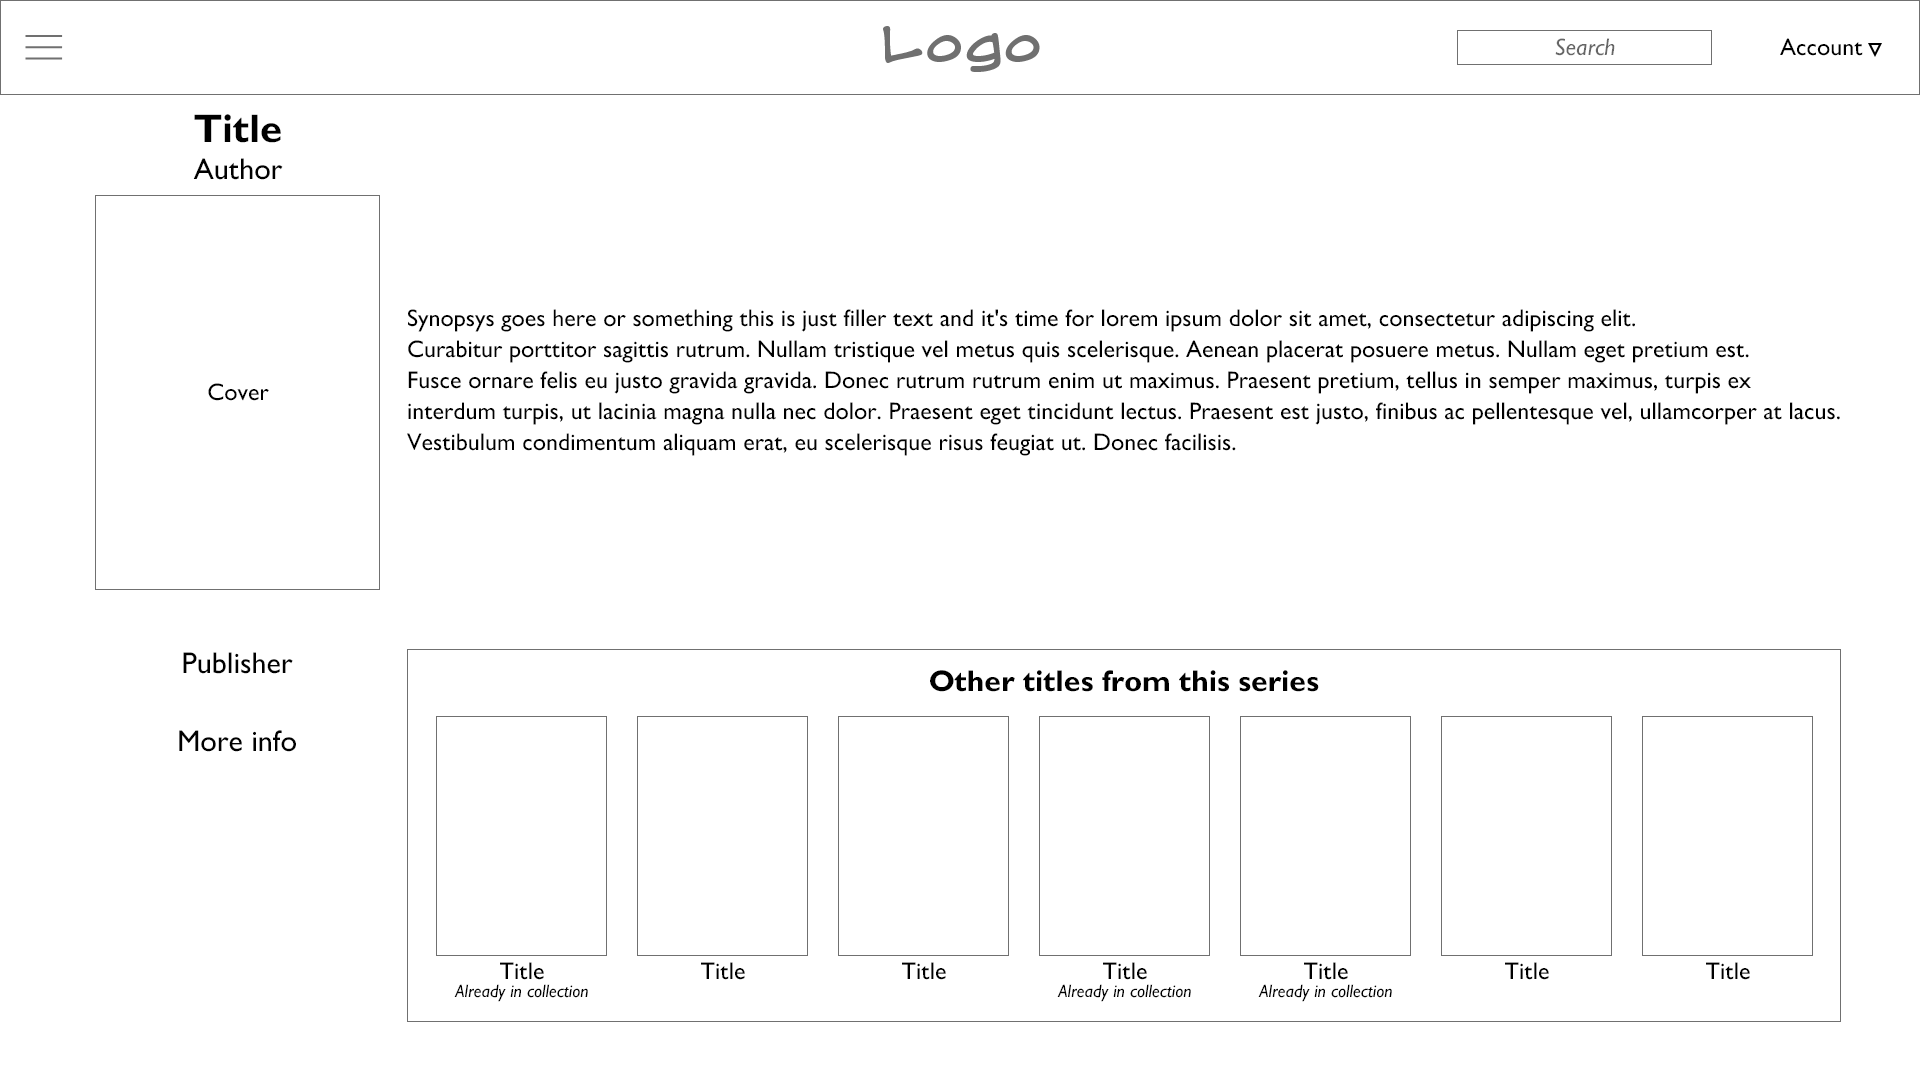 Logo
Search
Account
Title
Author
Cover
Synopsys goes here or something this is just filler text and it's time for lorem ipsum dolor sit amet, consectetur adipiscing elit.
Curabitur porttitor sagittis rutrum. Nullam tristique vel metus quis scelerisque. Aenean placerat posuere metus. Nullam eget pretium est.
Fusce ornare felis eu justo gravida gravida. Donec rutrum rutrum enim ut maximus. Praesent pretium, tellus in semper maximus, turpis ex
interdum turpis, ut lacinia magna nulla nec dolor. Praesent eget tincidunt lectus. Praesent est justo, finibus ac pellentesque vel, ullamcorper at lacus.
Vestibulum condimentum aliquam erat, eu scelerisque risus feugiat ut. Donec facilisis.
Publisher
More info
Other titles from this series
Title
Already in collection
Title
Title
Title
Already in collection
Title
Already in collection
Title
Title